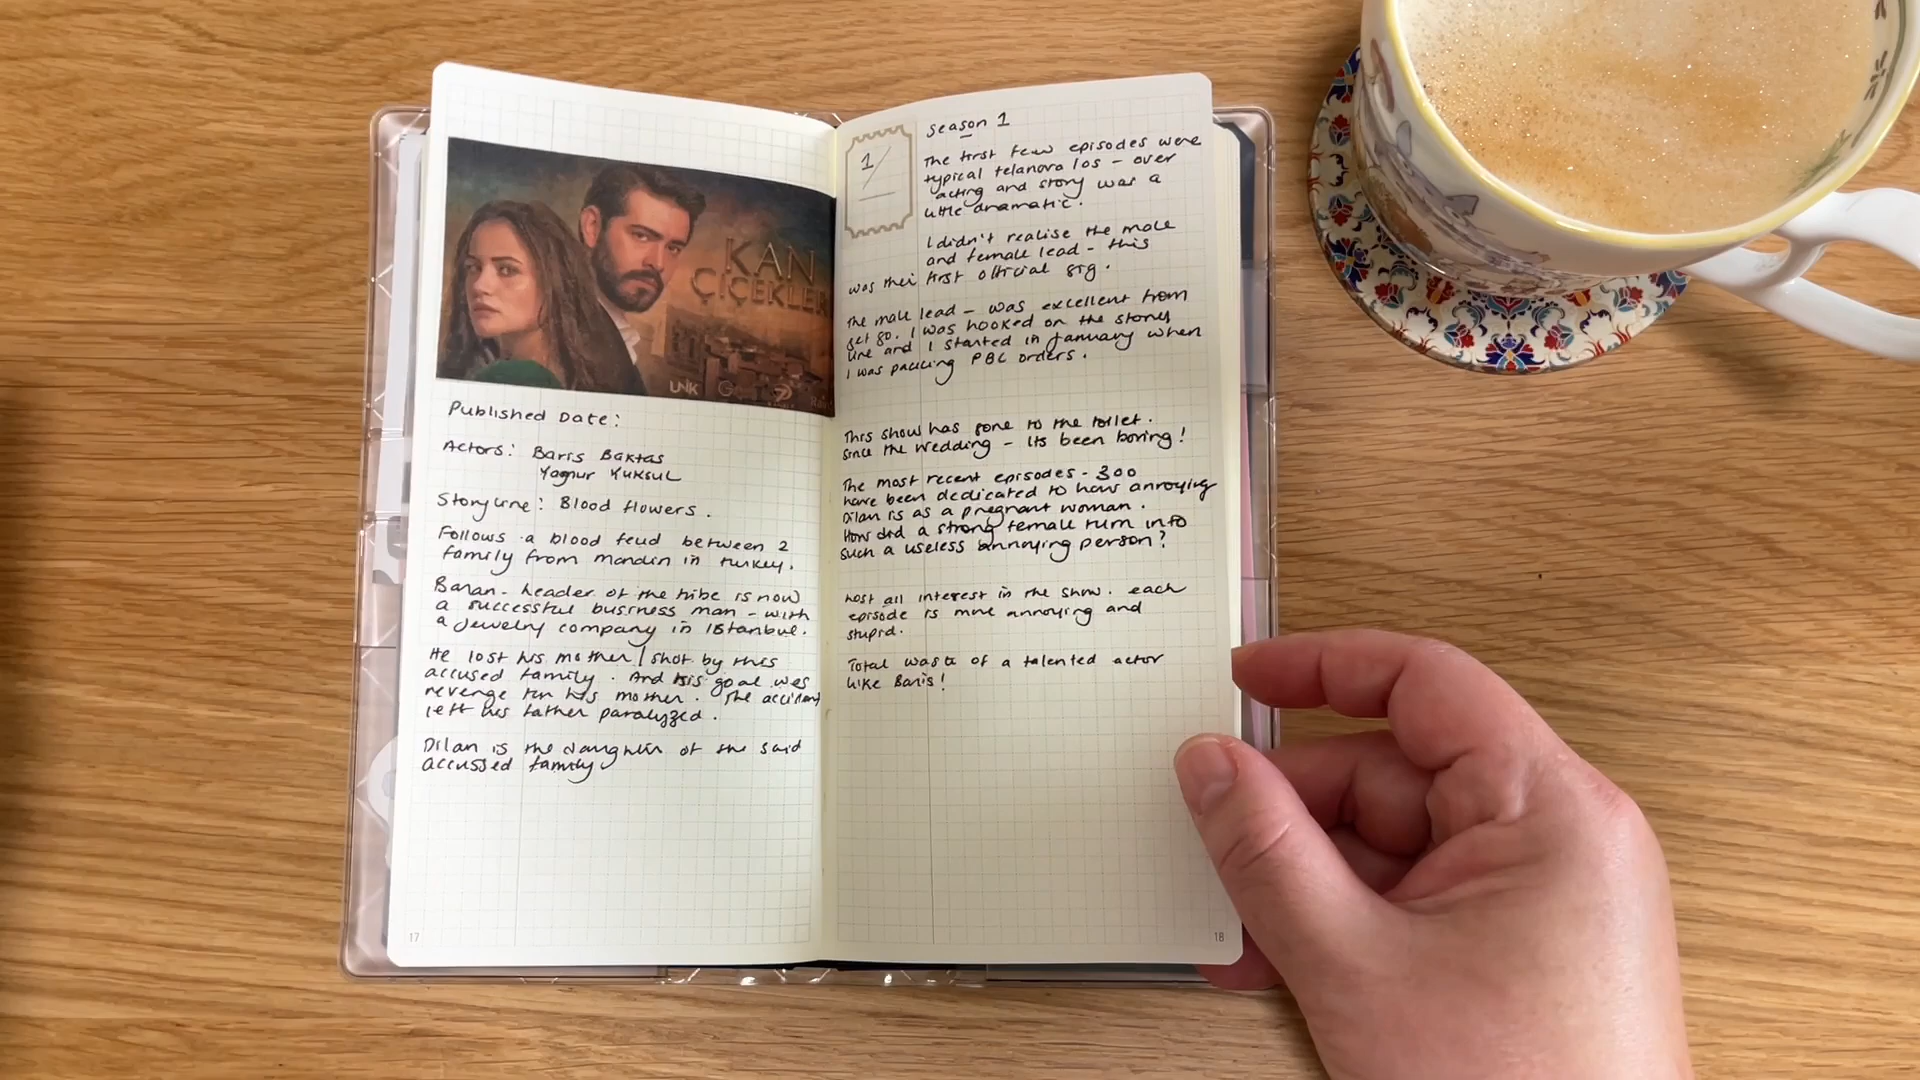 KAN
ÇİÇEKLER
UNIK
Published Date:
Actors: Baris Baktas
Yagmur YUKSUL
Storyline: Blood flowers.
Follows a blood feud between 2
family from mardin in turkey.
Baran - header of the tribe is now
a successful business man - with
a Jewelry company in Istanbul.
He lost his mother / shot by this
accused family. And his goal was
revenge for his mother. The accident
left his father paralyzed.
Dilan is the daughter of the said
accussed family
17
1/
Season 1
The first few episodes were
typical telanovalos - over
acting and story was a
little dramatic.
I didn't realise the male
and female lead - this
was their first official gig.
The male lead - was excellent from
get go. I was hooked on the story
line and I started in January when
I was packing PBC orders.
This show has gone to the toilet.
Since the wedding - its been boring!
The most recent episodes - 300
have been dedicated to how annoying
Dilan is as a pregnant woman.
How did a strong female turn into
such a useless annoying person?
Lost all interest in the show. each
episode is more annoying and
stupid.
Total waste of a talented actor
like Baris!
18